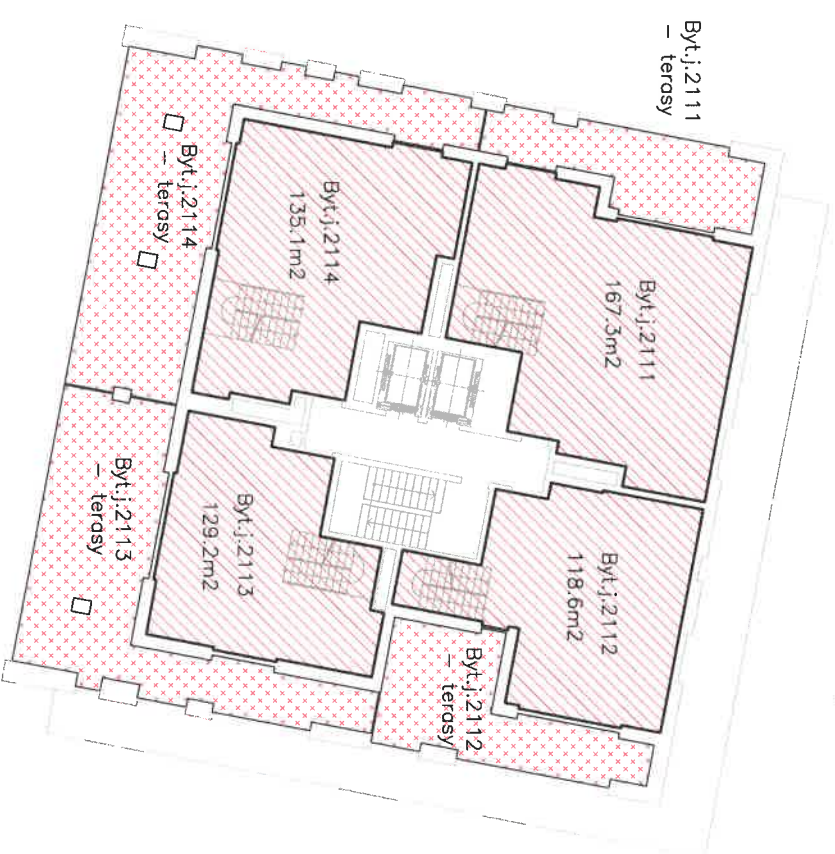 Byt.j.2111
– terasy
Byt.j.2111
167.3m2
Byt.j.2114
135.1m2
Byt.j.2114
– terasy
Byt.j.2112
118.6m2
Byt.j.2113
129.2m2
Byt.j.2113
– terasy
Byt.j.2112
– terasy